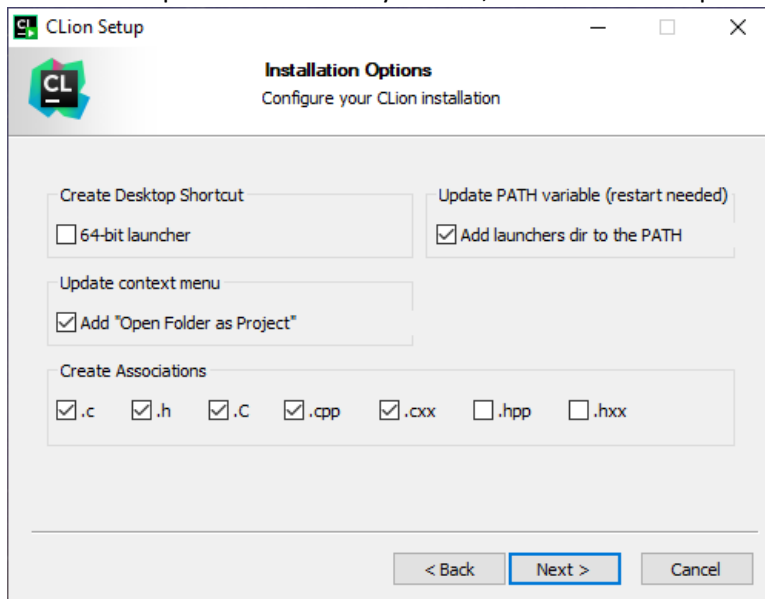 CLion Setup
CL
Installation Options
Configure your CLion installation
Create Desktop Shortcut
64-bit launcher
Update PATH variable (restart needed)
Add launchers dir to the PATH
Update context menu
Add "Open Folder as Project"
Create Associations
.c .h .C .cpp .cxx .hpp .hxx
< Back Next > Cancel